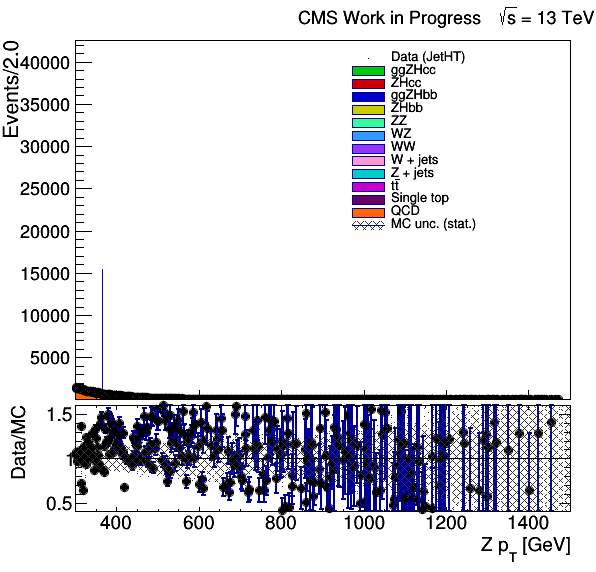 CMS Work in Progress √s = 13 TeV
Events/2.0
40000
35000
30000
25000
20000
15000
10000
5000
Data (JetHT)
ggZHcc
ZHcc
ggZHbb
ZHbb
ZZ
WZ
WW
W + jets
Z + jets
tt̄
Single top
QCD
MC unc. (stat.)
Data/MC
1.5
1
0.5
400 600 800 1000 1200 1400
Z p_T [GeV]